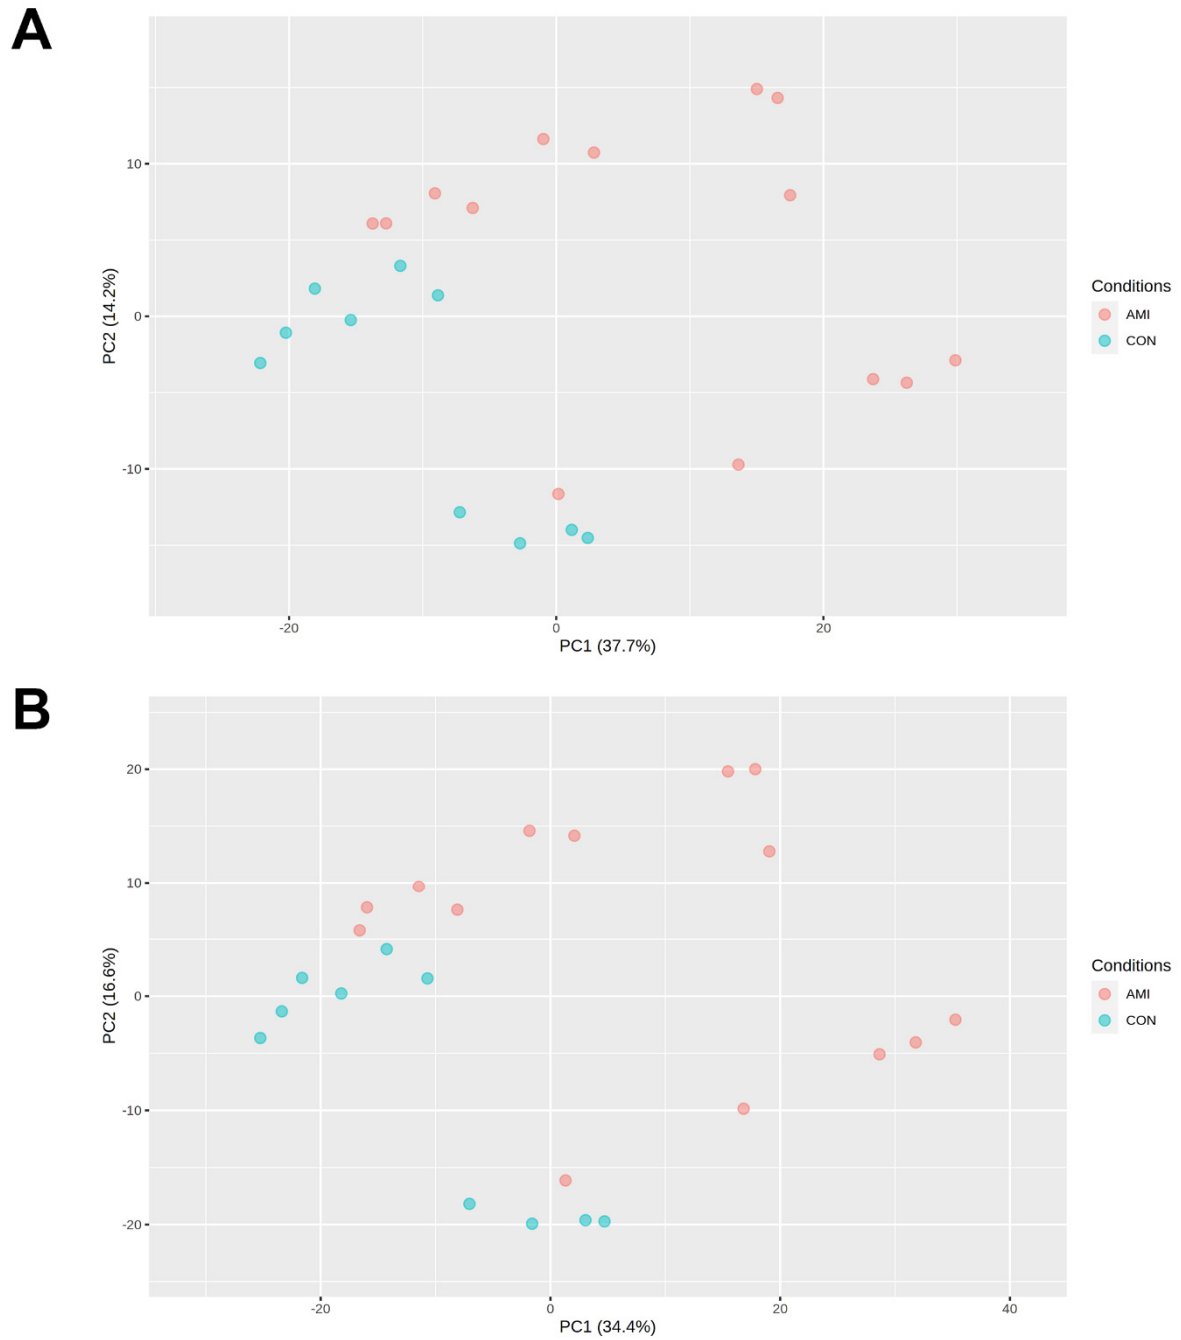 A
10
0
-10
PC2 (14.2%)
-20
0
20
PC1 (37.7%)
Conditions
AMI
CON
B
20
10
0
-10
-20
PC2 (16.6%)
-20
0
20
40
PC1 (34.4%)
Conditions
AMI
CON